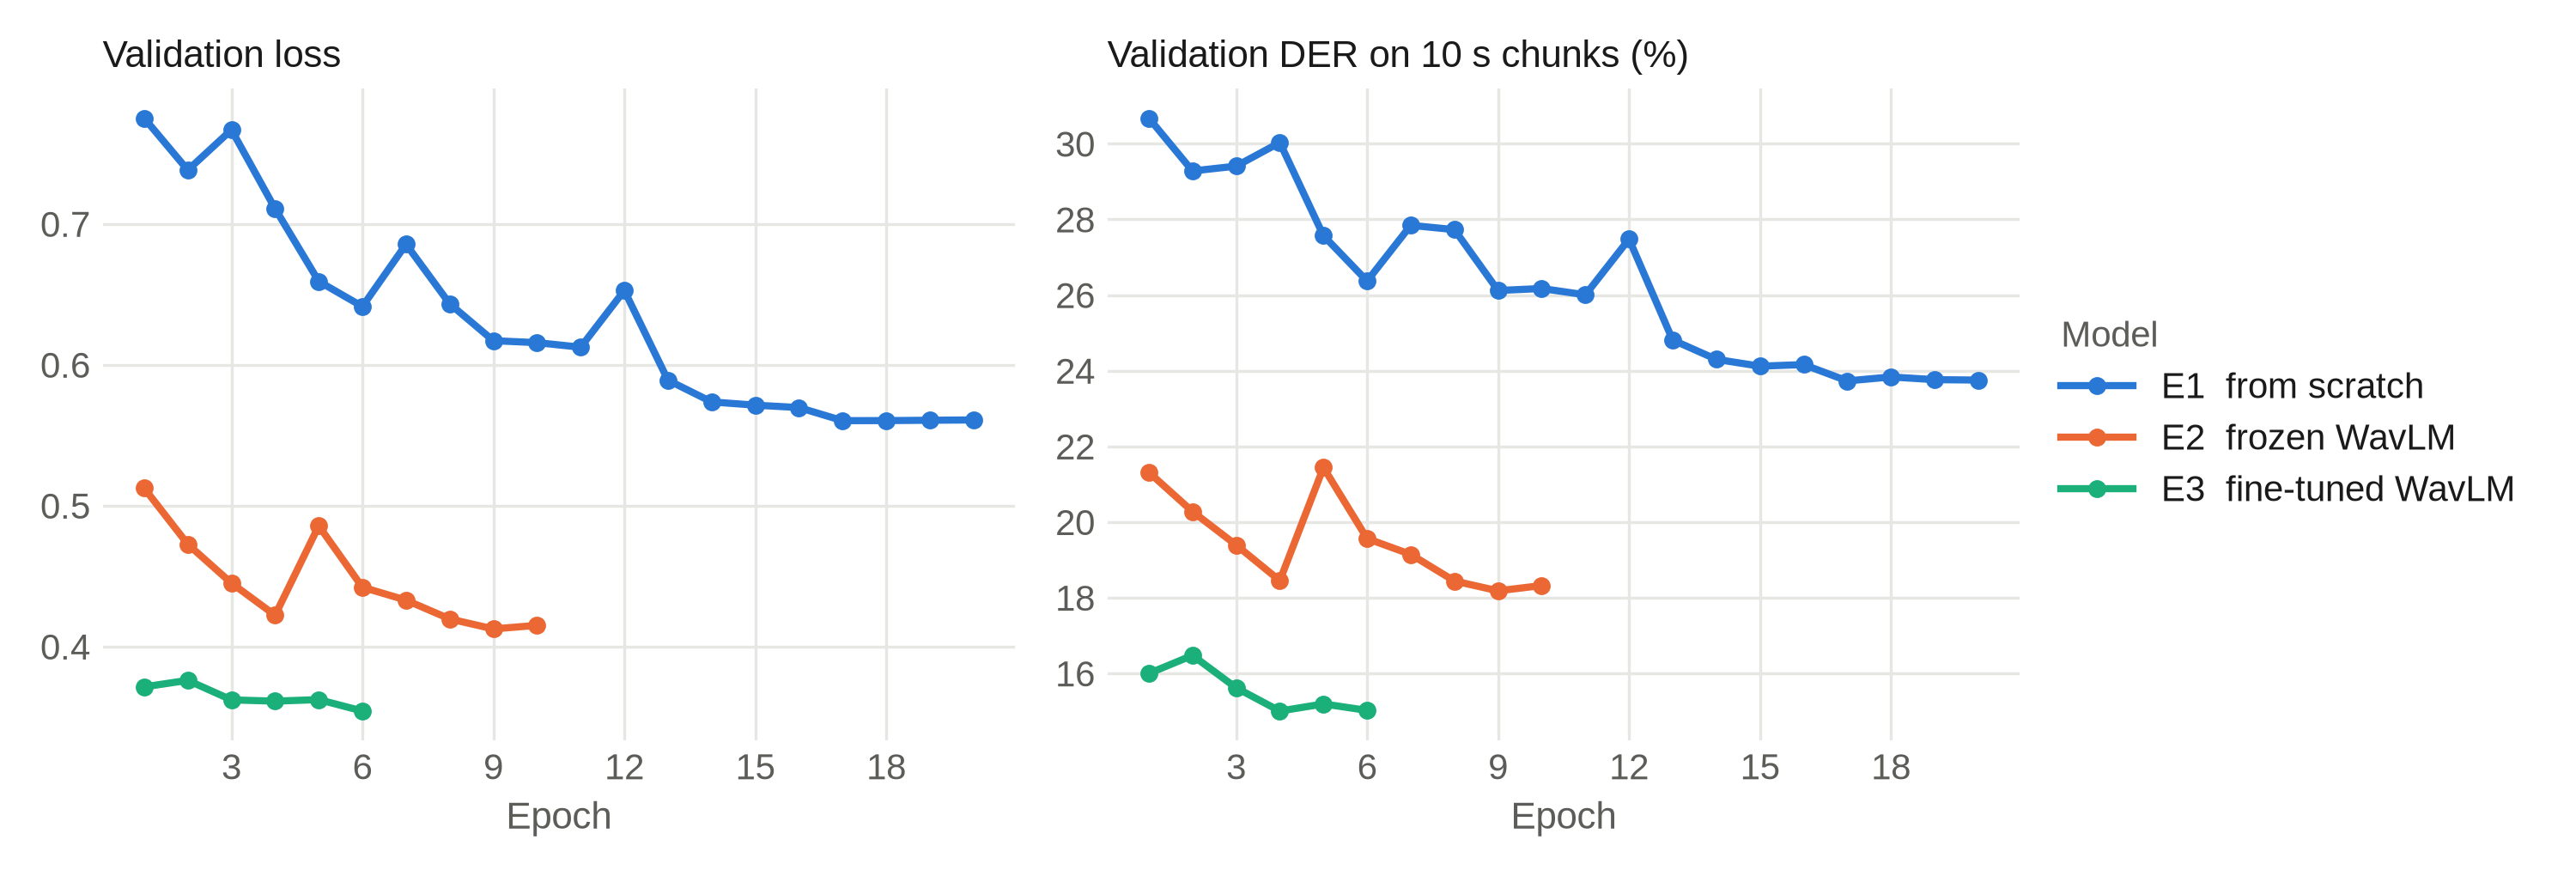 Validation loss
0.7
0.6
0.5
0.4
3 6 9 12 15 18
Epoch
Validation DER on 10 s chunks (%)
30
28
26
24
22
20
18
16
3 6 9 12 15 18
Epoch
Model
E1 from scratch
E2 frozen WavLM
E3 fine-tuned WavLM